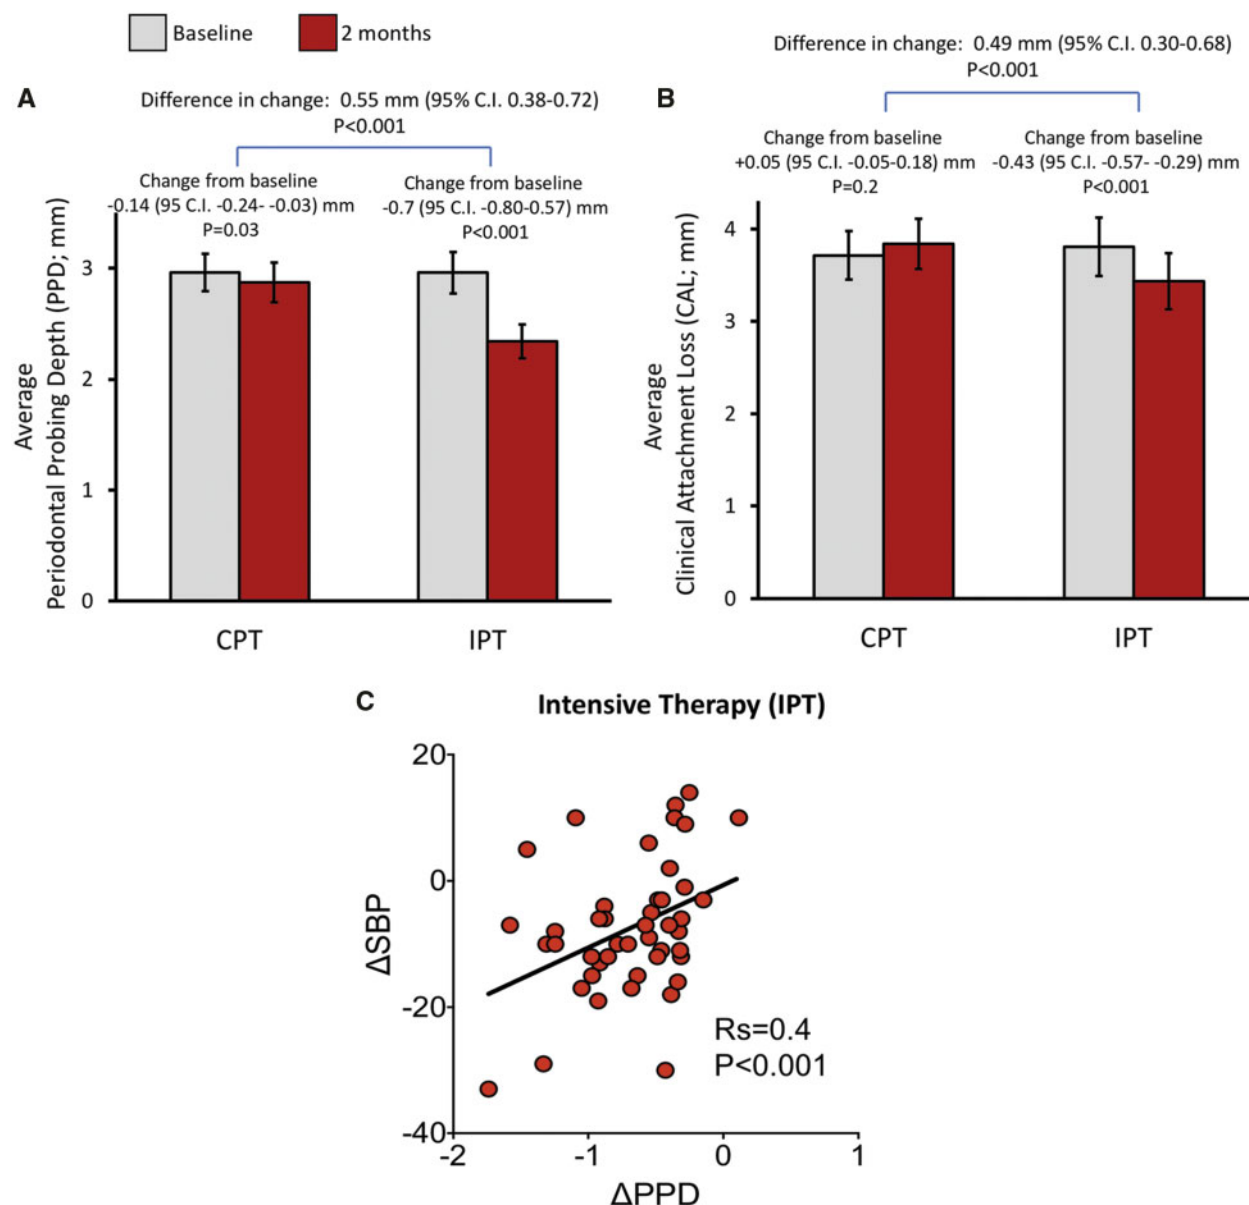 Baseline
2 months
A
Difference in change: 0.55 mm (95% C.I. 0.38-0.72)
P<0.001
Change from baseline
-0.14 (95 C.I. -0.24- -0.03) mm
P=0.03
Change from baseline
-0.7 (95 C.I. -0.80-0.57) mm
P<0.001
Average
Periodontal Probing Depth (PPD; mm)
3
2
1
0
CPT
IPT
B
Difference in change: 0.49 mm (95% C.I. 0.30-0.68)
P<0.001
Change from baseline
+0.05 (95 C.I. -0.05-0.18) mm
P=0.2
Change from baseline
-0.43 (95 C.I. -0.57- -0.29) mm
P<0.001
Average
Clinical Attachment Loss (CAL; mm)
4
3
2
1
0
CPT
IPT
C
Intensive Therapy (IPT)
ΔSBP
20
0
-20
-40
Rs=0.4
P<0.001
-2
-1
0
1
ΔPPD